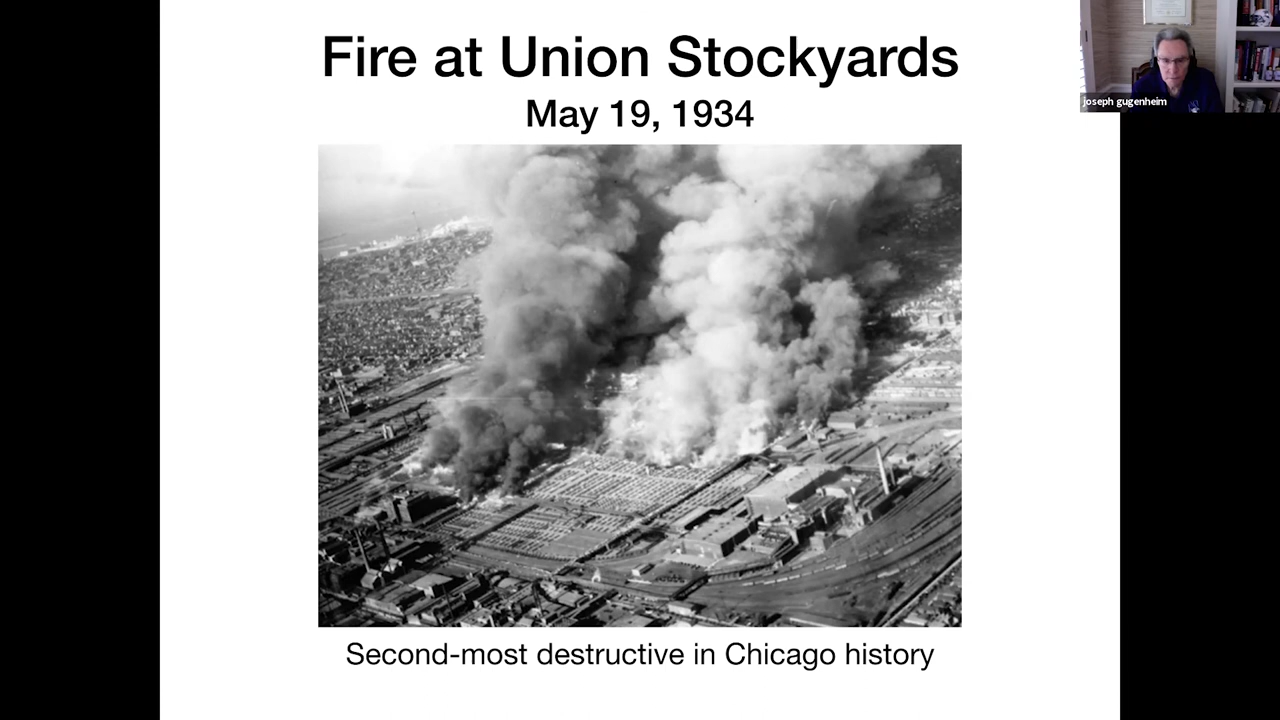 Fire at Union Stockyards
May 19, 1934
Second-most destructive in Chicago history
joseph gugenheim